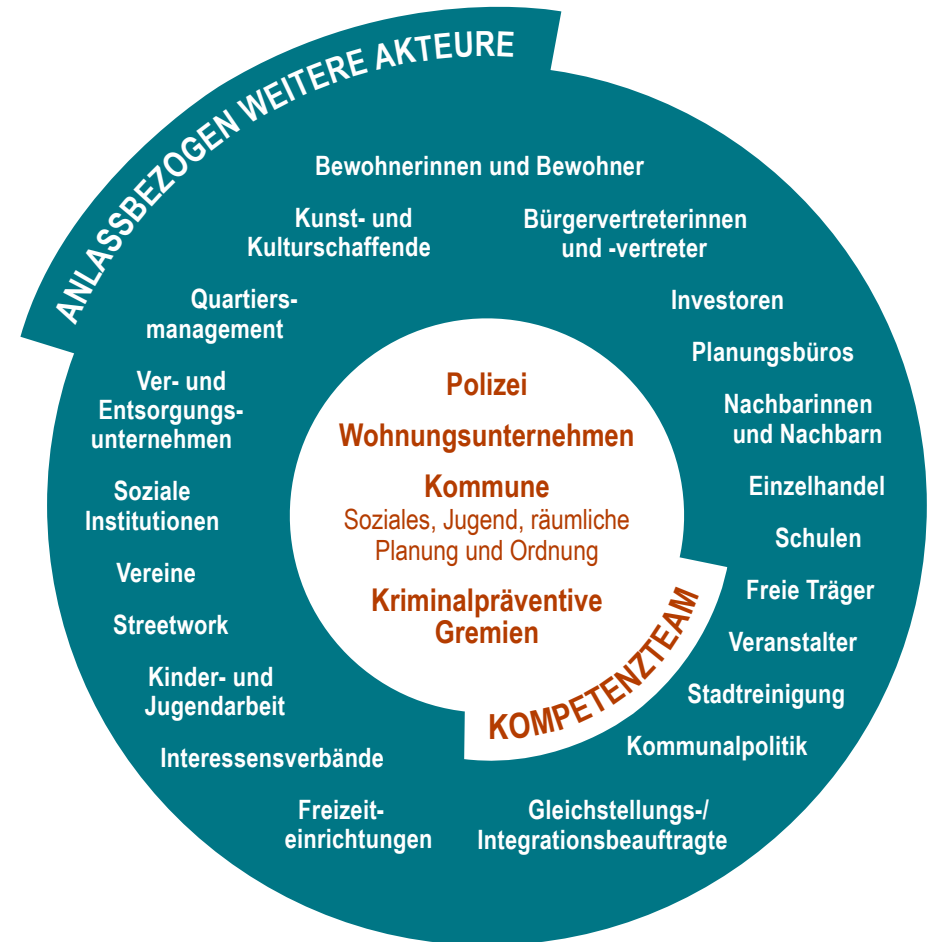 ANLASSBEZOGEN WEITERE AKTEURE
Bewohnerinnen und Bewohner
Kunst- und
Kulturschaffende
Bürgervertreterinnen
und -vertreter
Quartiers-
management
Investoren
Planungsbüros
Ver- und
Entsorgungs-
unternehmen
Nachbarinnen
und Nachbarn
Soziale
Institutionen
Einzelhandel
Schulen
Vereine
Freie Träger
Streetwork
Veranstalter
Kinder- und
Jugendarbeit
Stadtreinigung
Interessensverbände
Kommunalpolitik
Freizeit-
einrichtungen
Gleichstellungs-/
Integrationsbeauftragte
Polizei
Wohnungsunternehmen
Kommune
Soziales, Jugend, räumliche
Planung und Ordnung
Kriminalpräventive
Gremien
KOMPETENZTEAM